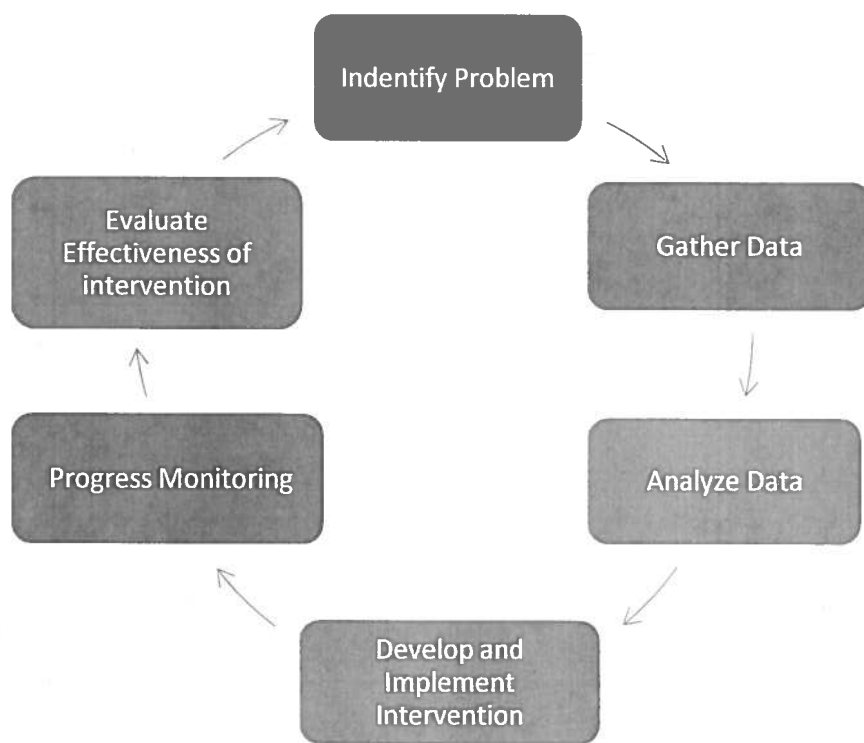 Indentify Problem
Gather Data
Analyze Data
Develop and
Implement
Intervention
Progress Monitoring
Evaluate
Effectiveness of
intervention